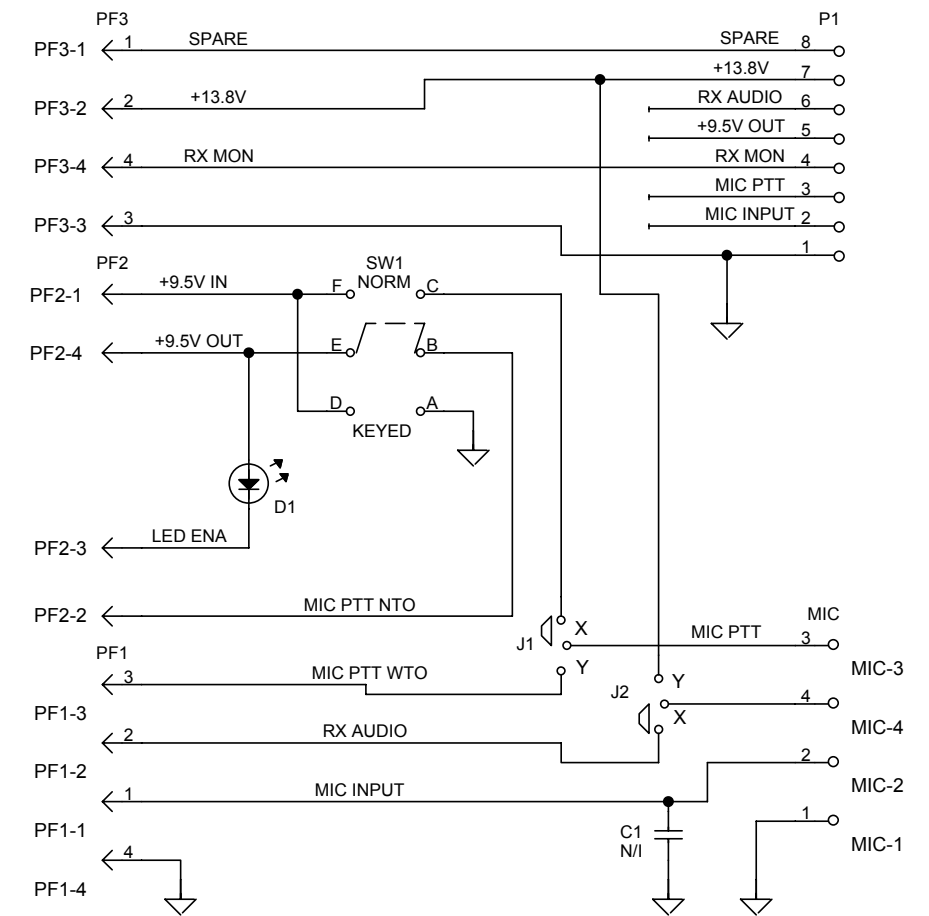 PF3 P1
PF3-1 1 SPARE SPARE 8
+13.8V 7
PF3-2 2 +13.8V RX AUDIO 6
+9.5V OUT 5
PF3-4 4 RX MON RX MON 4
MIC PTT 3
PF3-3 3 MIC INPUT 2
1
PF2 SW1
PF2-1 +9.5V IN F NORM C
PF2-4 +9.5V OUT E B
D A
KEYED
D1
PF2-3 LED ENA
PF2-2 MIC PTT NTO
MIC
J1 X MIC PTT 3
PF1 Y MIC-3
3 MIC PTT WTO
J2 Y 4
PF1-3 X MIC-4
2 RX AUDIO
PF1-2 2
MIC-2
1 MIC INPUT
PF1-1 C1 1
N/I MIC-1
4
PF1-4